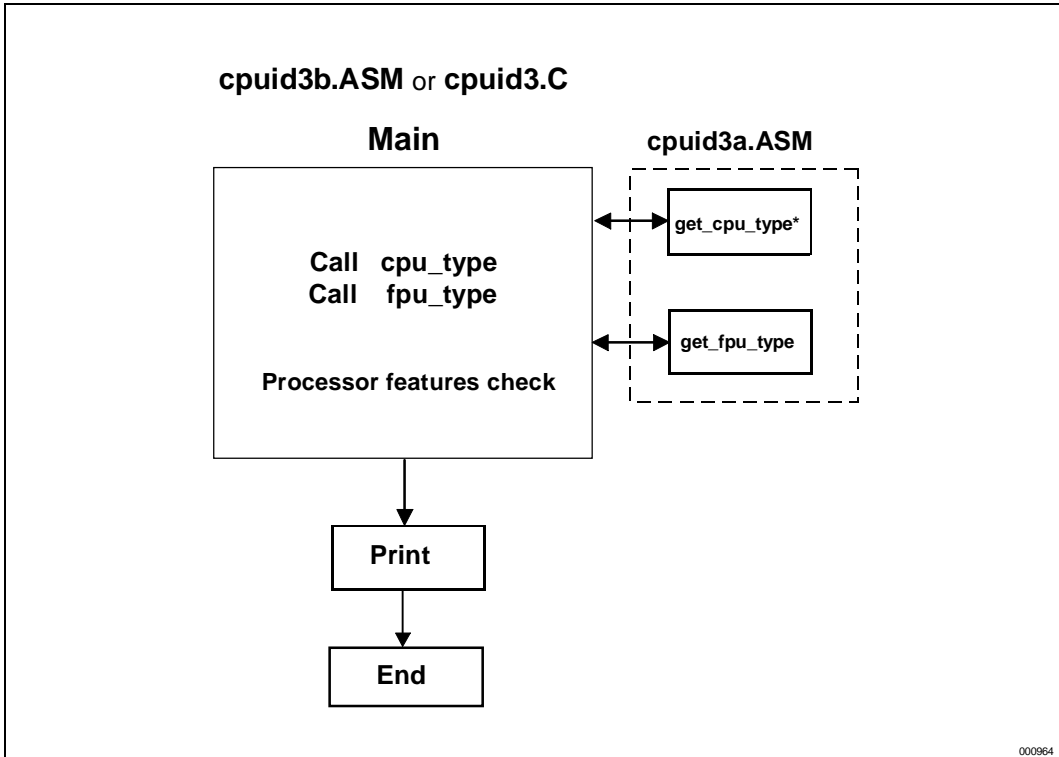 cpuid3b.ASM or cpuid3.C
Main
cpuid3a.ASM
get_cpu_type*
Call cpu_type
Call fpu_type
get_fpu_type
Processor features check
Print
End
000964